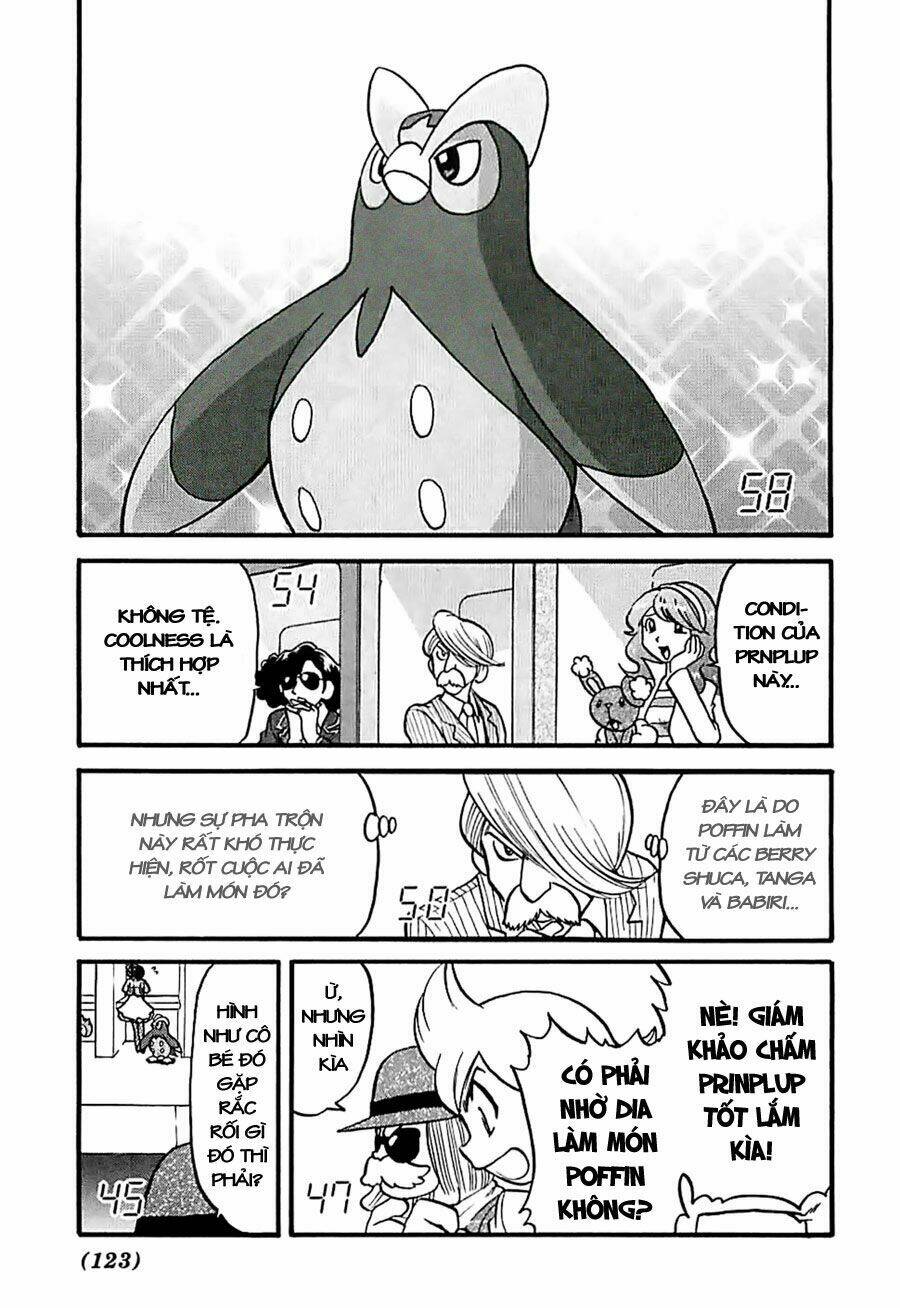 58
CONDI-
TION CỦA
PRNPLUP
NÀY...
54
KHÔNG TỆ.
COOLNESS LÀ
THÍCH HỢP
NHẤT...
ĐÂY LÀ DO
POFFIN LÀM
TỪ CÁC BERRY
SHUCA, TANGA
VÀ BABIRI...
50
NHƯNG SỰ PHA TRỘN
NÀY RẤT KHÓ THỰC
HIỆN, RỐT CUỘC AI ĐÃ
LÀM MÓN ĐÓ?
NÈ! GIÁM
KHẢO CHẤM
PRINPLUP
TỐT LẮM
KÌA!
CÓ PHẢI
NHỜ DIA
LÀM MÓN
POFFIN
KHÔNG?
Ừ,
NHƯNG
NHÌN
KÌA
47
HÌNH
NHƯ CÔ
BÉ ĐÓ
GẶP
RẮC
RỐI GÌ
ĐÓ THÌ
PHẢI?
45
(123)